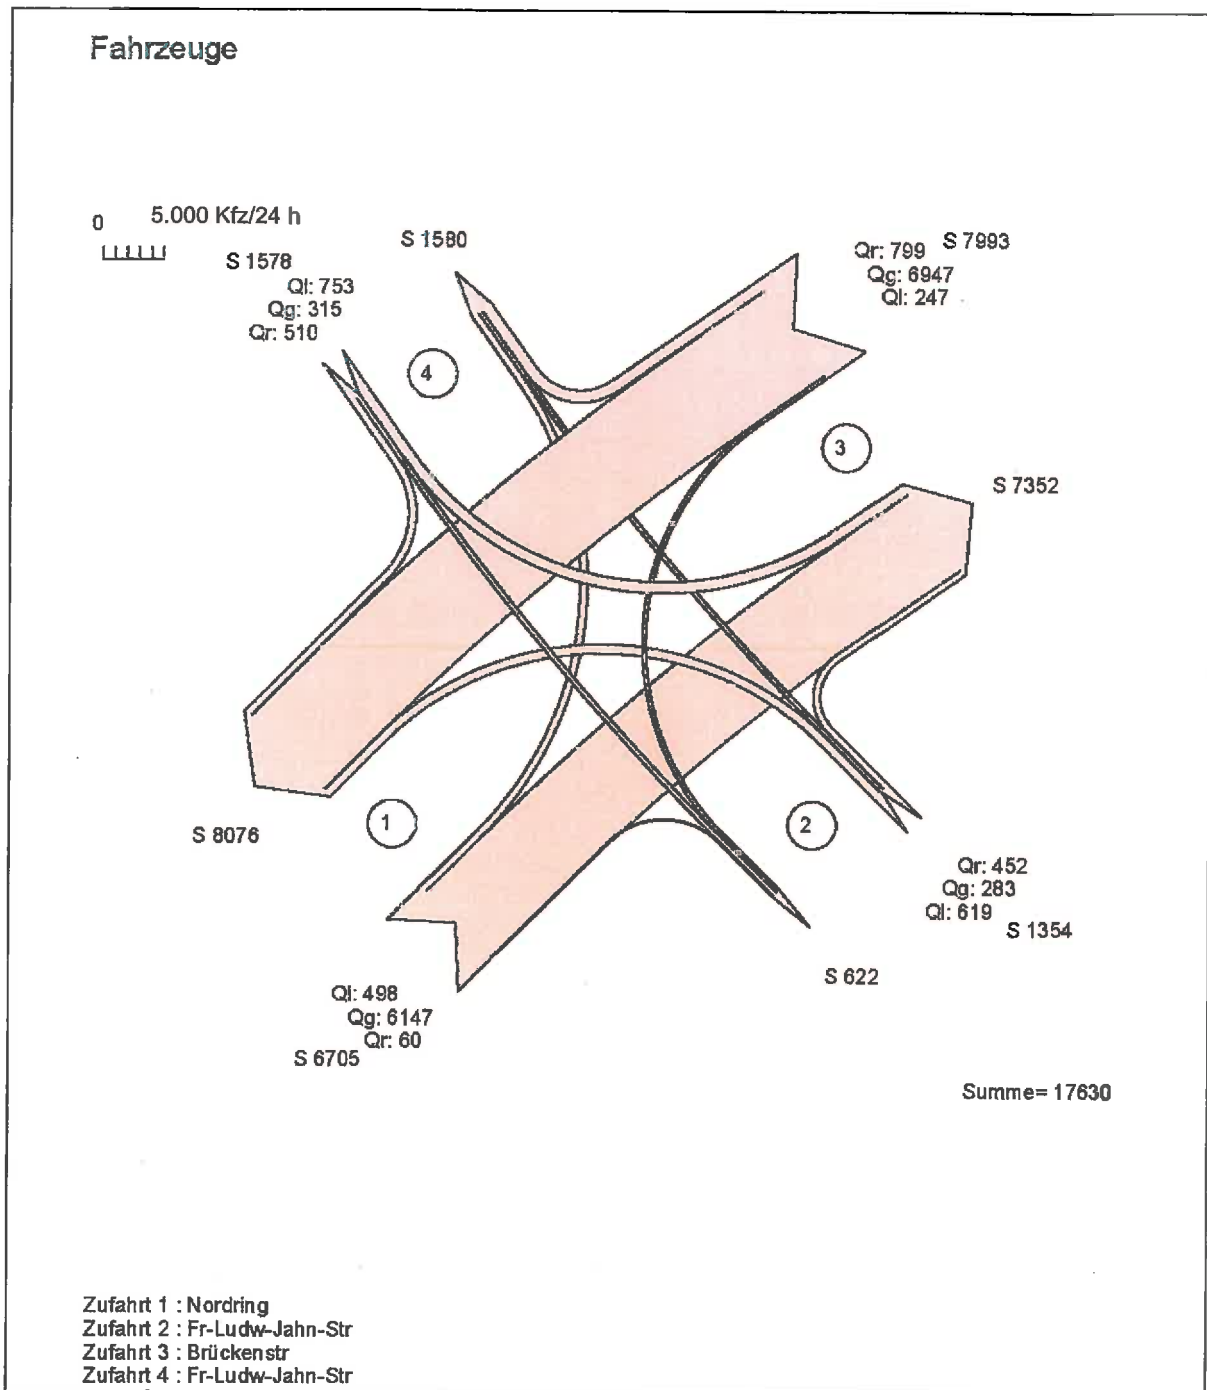 Fahrzeuge
0 5.000 Kfz/24 h
S 1578
Ql: 753
Qg: 315
Qr: 510
S 1580
Qr: 799 S 7993
Qg: 6947
Ql: 247
4
3
S 7352
S 8076
1
2
Qr: 452
Qg: 283
Ql: 619
S 1354
S 622
Ql: 498
Qg: 6147
Qr: 60
S 6705
Summe= 17630
Zufahrt 1 : Nordring
Zufahrt 2 : Fr-Ludw-Jahn-Str
Zufahrt 3 : Brückenstr
Zufahrt 4 : Fr-Ludw-Jahn-Str